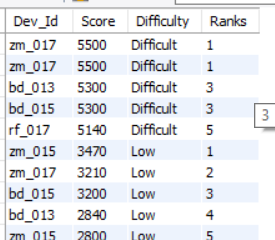 Dev_Id Score Difficulty Ranks
zm_017 5500 Difficult 1
zm_017 5500 Difficult 1
bd_013 5300 Difficult 3
bd_015 5300 Difficult 3
3
rf_017 5140 Difficult 5
zm_015 3470 Low 1
zm_017 3210 Low 2
bd_015 3200 Low 3
bd_013 2840 Low 4
zm_015 2800 Low 5